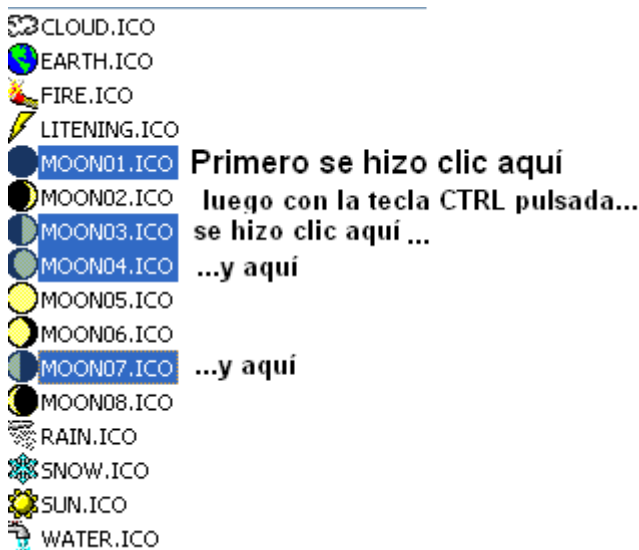 CLOUD.ICO
EARTH.ICO
FIRE.ICO
LITENING.ICO
MOON01.ICO Primero se hizo clic aquí
MOON02.ICO luego con la tecla CTRL pulsada...
MOON03.ICO se hizo clic aquí ...
MOON04.ICO ...y aquí
MOON05.ICO
MOON06.ICO
MOON07.ICO ...y aquí
MOON08.ICO
RAIN.ICO
SNOW.ICO
SUN.ICO
WATER.ICO